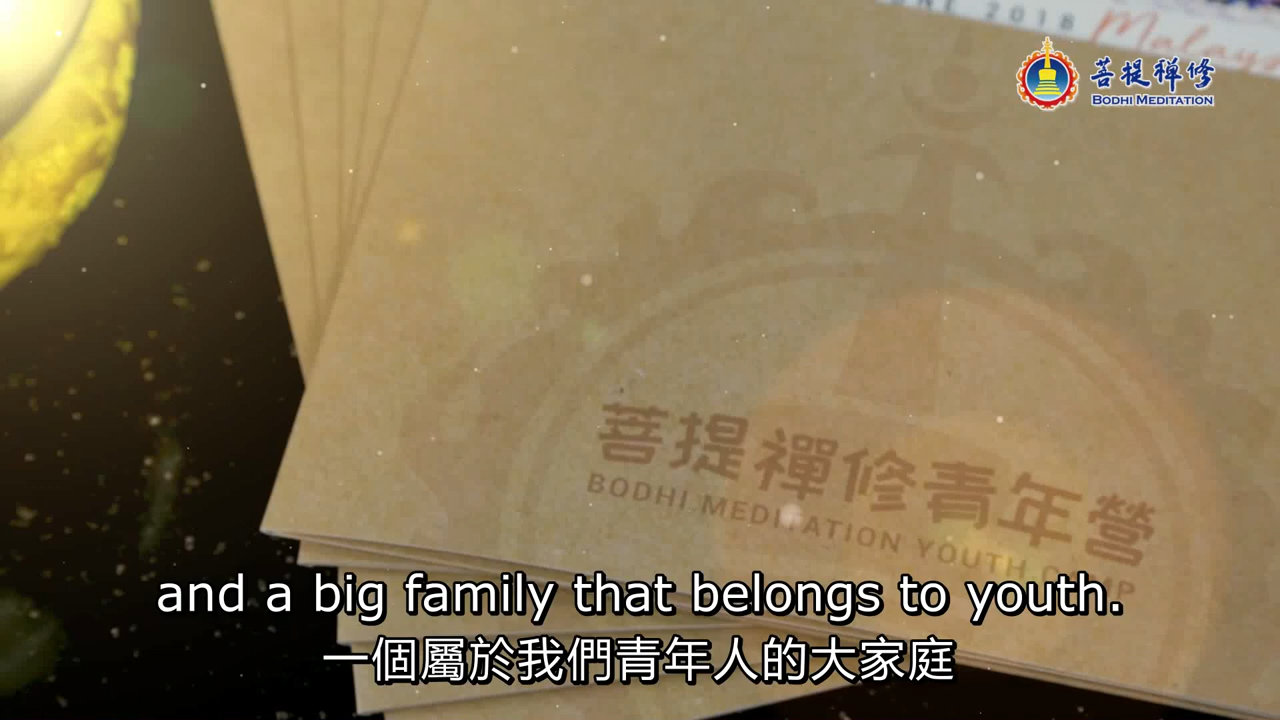 UNE 2018 Malays
菩提禪修
BODHI MEDITATION
菩提禪修青年營
BODHI MEDITATION YOUTH CAMP
and a big family that belongs to youth.
一個屬於我們青年人的大家庭